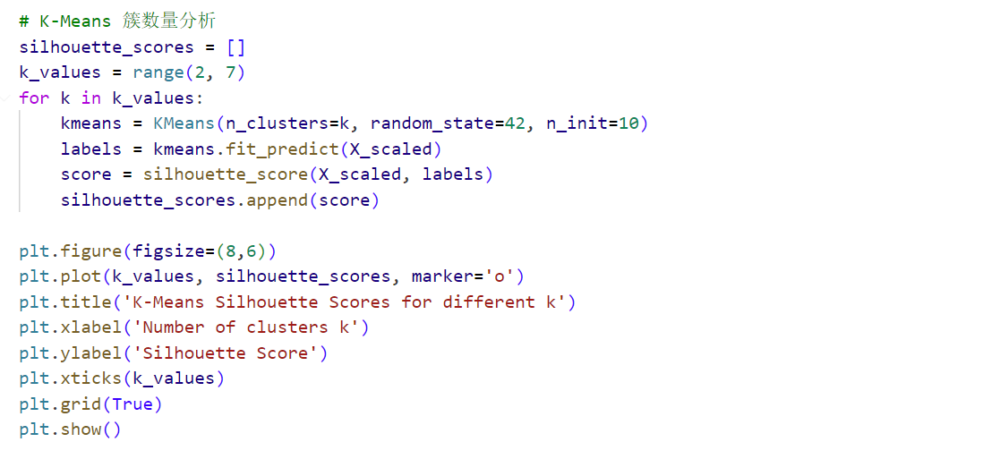 # K-Means 簇数量分析
silhouette_scores = []
k_values = range(2, 7)
for k in k_values:
    kmeans = KMeans(n_clusters=k, random_state=42, n_init=10)
    labels = kmeans.fit_predict(X_scaled)
    score = silhouette_score(X_scaled, labels)
    silhouette_scores.append(score)

plt.figure(figsize=(8,6))
plt.plot(k_values, silhouette_scores, marker='o')
plt.title('K-Means Silhouette Scores for different k')
plt.xlabel('Number of clusters k')
plt.ylabel('Silhouette Score')
plt.xticks(k_values)
plt.grid(True)
plt.show()